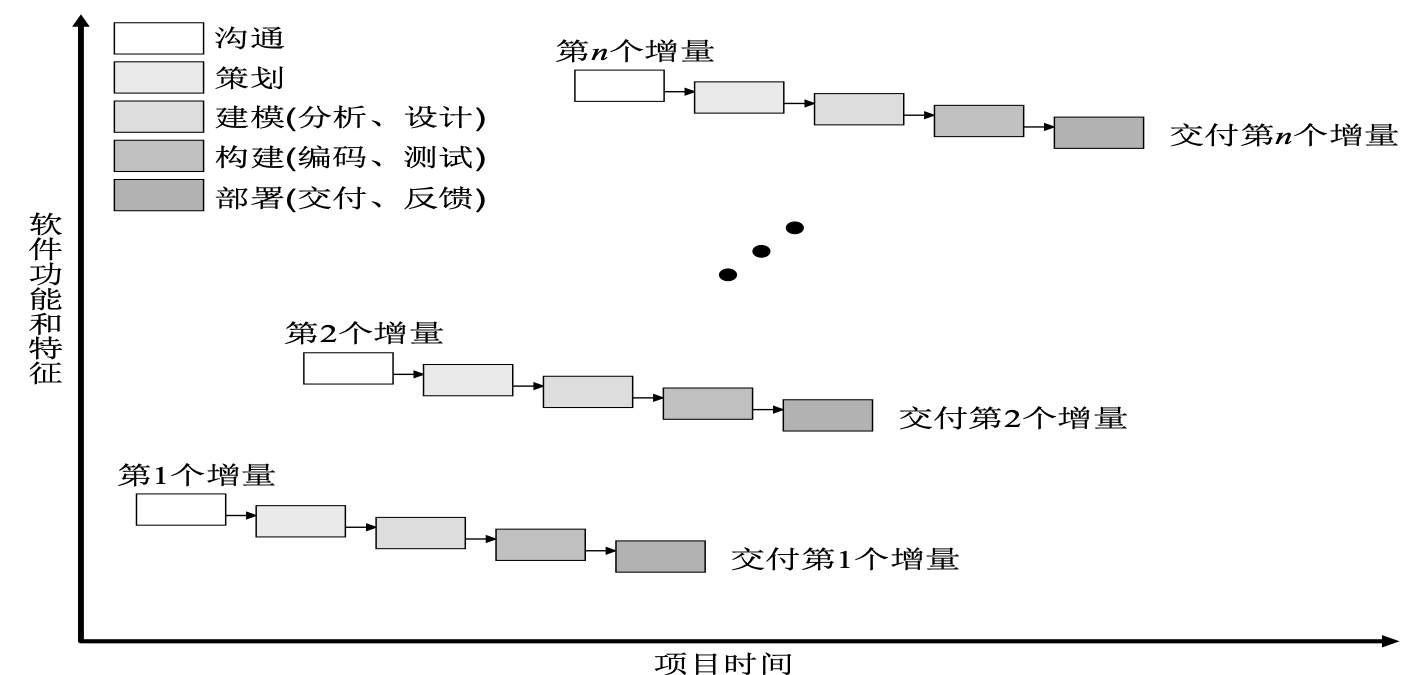 沟通
策划
建模(分析、设计)
构建(编码、测试)
部署(交付、反馈)
第n个增量
交付第n个增量
软件功能和特征
第2个增量
交付第2个增量
第1个增量
交付第1个增量
项目时间